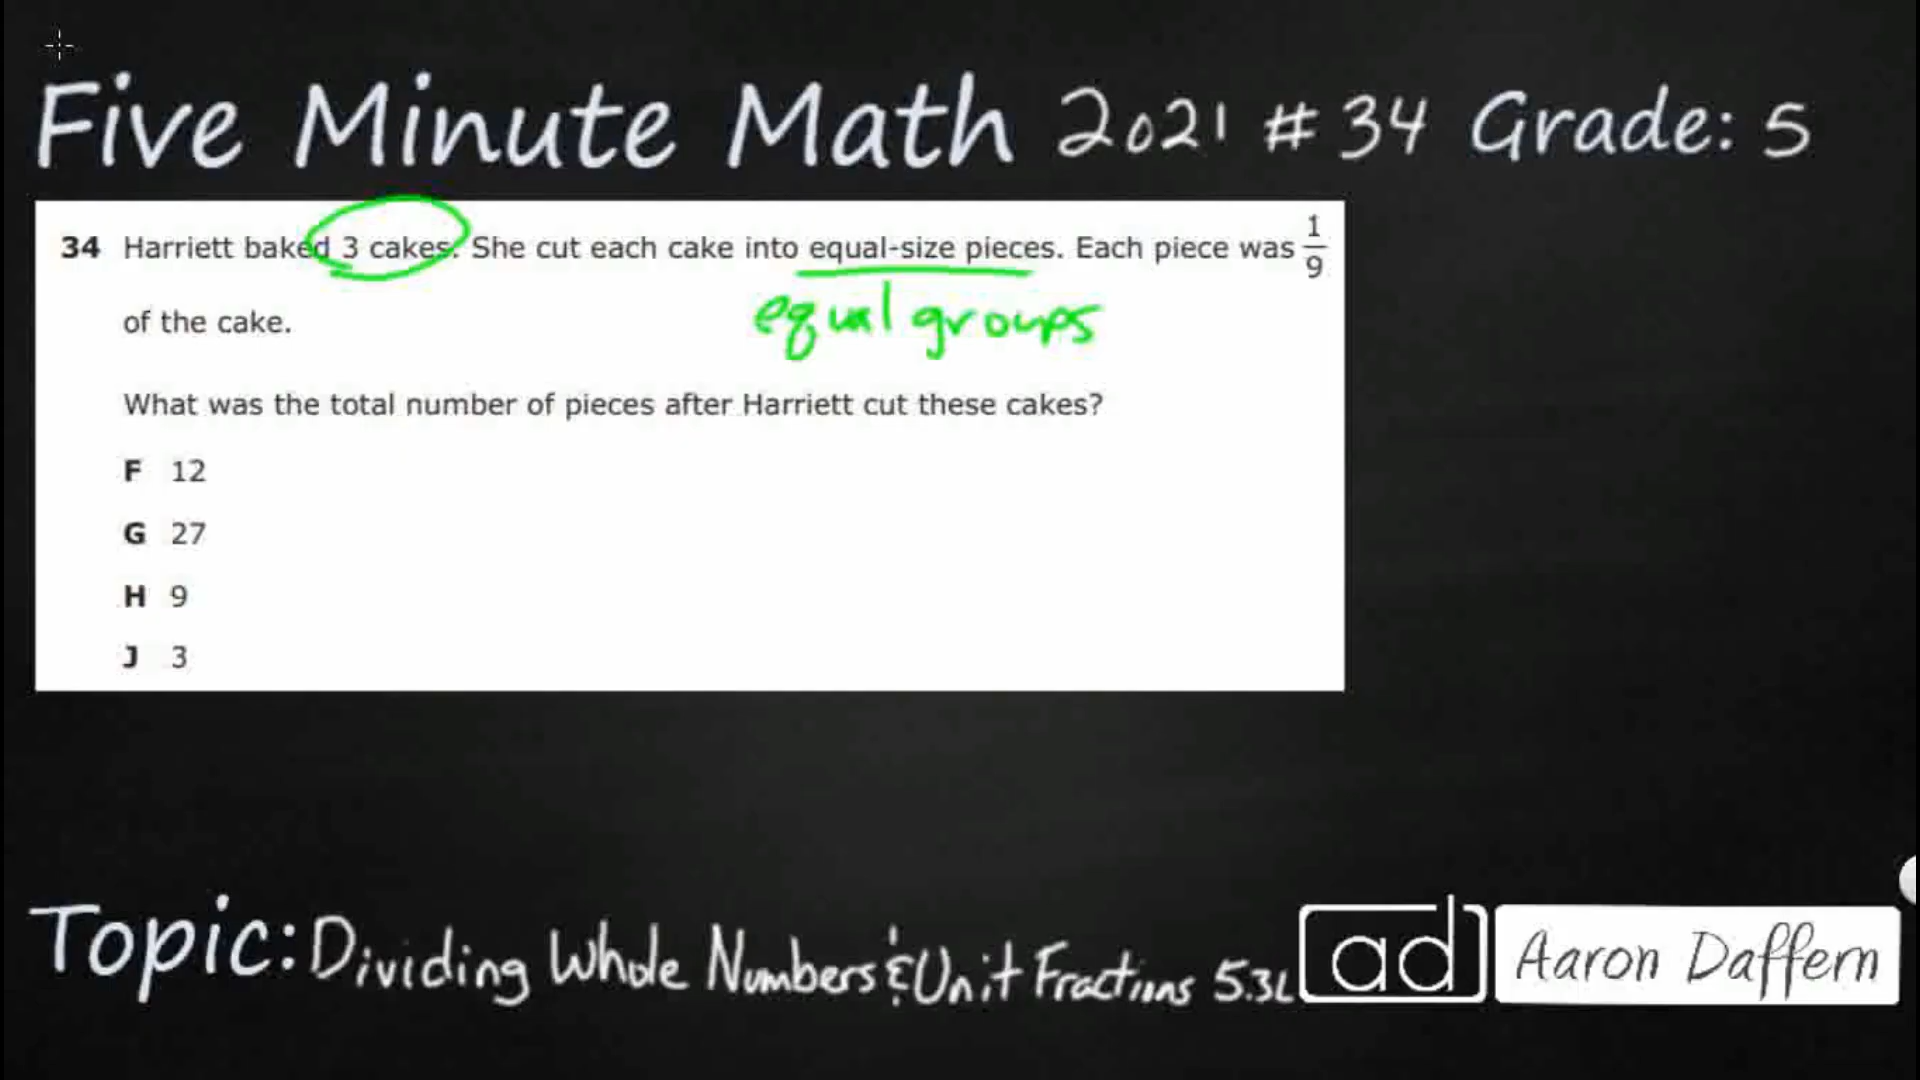 Five Minute Math 2021 # 34 Grade: 5
34 Harriett baked 3 cakes. She cut each cake into equal-size pieces. Each piece was 1/9
of the cake.
equal groups
What was the total number of pieces after Harriett cut these cakes?
F 12
G 27
H 9
J 3
Topic: Dividing Whole Numbers & Unit Fractions 5.3L
ad Aaron Daffern